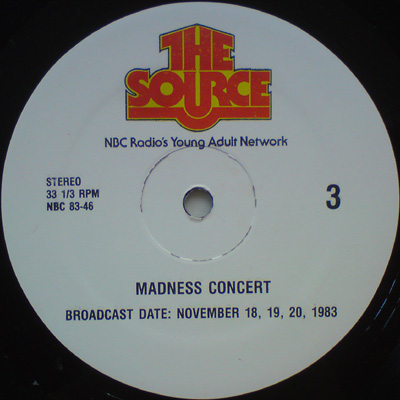 THE
SOURCE
NBC Radio's Young Adult Network
STEREO
33 1/3 RPM
NBC 83-46
3
MADNESS CONCERT
BROADCAST DATE: NOVEMBER 18, 19, 20, 1983